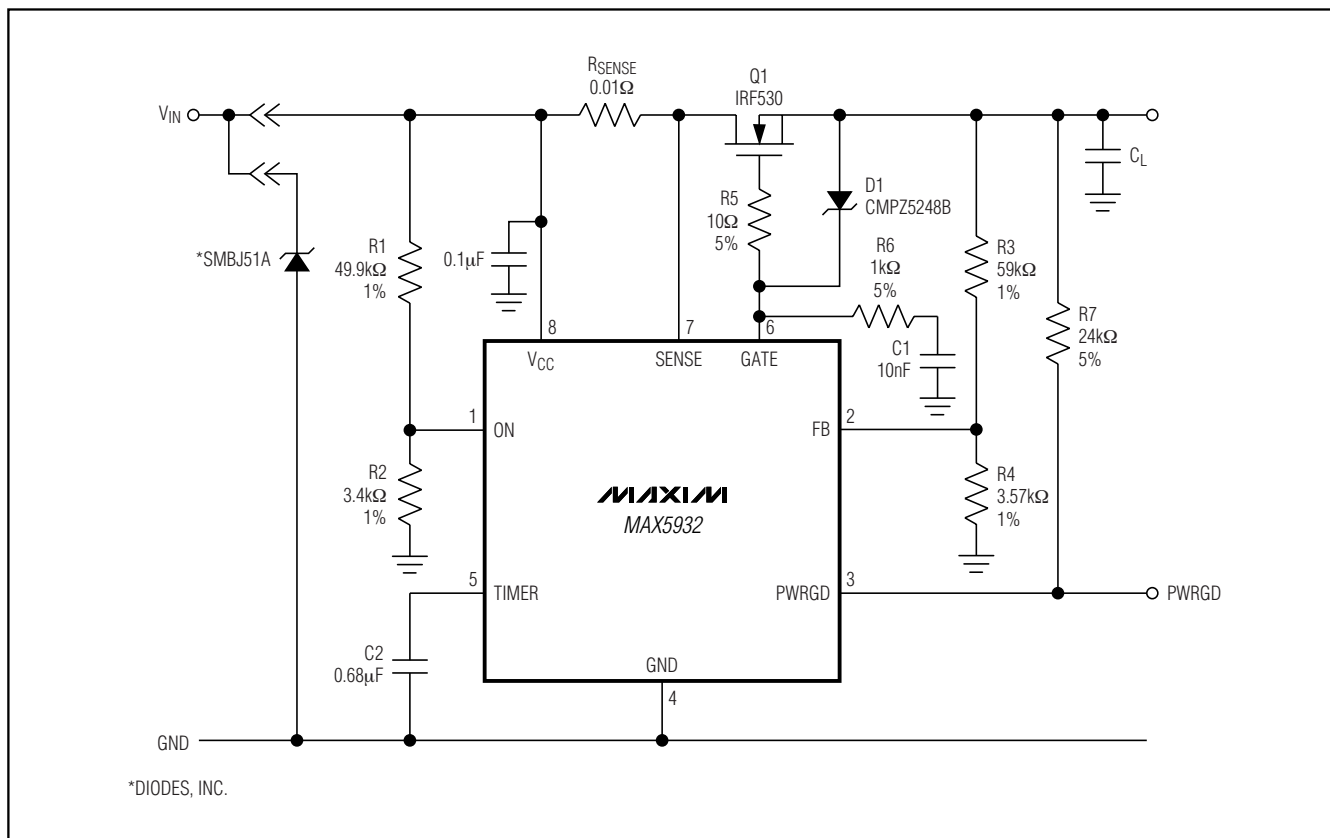 RSENSE
0.01Ω
Q1
IRF530
VIN
CL
D1
CMPZ5248B
R5
10Ω
5%
*SMBJ51A
R1
49.9kΩ
1%
0.1µF
R6
1kΩ
5%
R3
59kΩ
1%
R7
24kΩ
5%
C1
10nF
8
7
6
VCC
SENSE
GATE
1
ON
2
FB
R2
3.4kΩ
1%
R4
3.57kΩ
1%
MAXIM
MAX5932
5
TIMER
3
PWRGD
PWRGD
C2
0.68µF
GND
4
GND
*DIODES, INC.